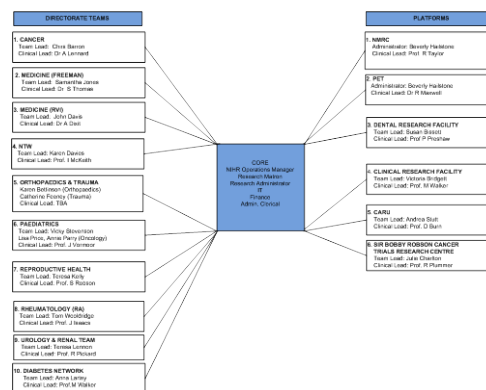 DIRECTORATE TEAMS
1. CANCER
Team Lead: Chris Barron
Clinical Lead: Dr A Lennard
2. MEDICINE (FREEMAN)
Team Lead: Samantha Jones
Clinical Lead: Dr S Thomas
3. MEDICINE (RVI)
Team Lead: John Davis
Clinical Lead: Dr A
4. NTW
Team Lead: Karen Davies
Clinical Lead: Prof. I McKeith
5. ORTHOPAEDICS & TRAUMA
Karen Bettinson (Orthopaedics)
Catherine Feerey (Trauma)
Clinical Lead: TBA
6. PAEDIATRICS
Team Lead: Vicky Stevenson
Lisa Price, Annie Parry (Oncology)
Clinical Lead: Prof. J Vormoor
7. REPRODUCTIVE HEALTH
Team Lead: Teresa Kelly
Clinical Lead: Prof. S Robson
8. RHEUMATOLOGY (RA)
Team Lead: Tom Wooldridge
Clinical Lead: Prof. J Isaacs
9. UROLOGY & RENAL TEAM
Team Lead: Teresa Lennon
Clinical Lead: Prof. R Pickard
10. DIABETES NETWORK
Team Lead: Anna Lartey
Clinical Lead: Prof.M Walker
CORE
NIHR Operations Manager
Research Matron
Research Administrator
IT
Finance
Admin. Clinical
PLATFORMS
1. NMRC
Administrator: Beverly Hailstone
Clinical Lead: Prof. R Taylor
2. PET
Administrator: Beverly Hailstone
Clinical Lead: Dr R Maxwell
3. DENTAL RESEARCH FACILITY
Team Lead: Susan Bissett
Clinical Lead: Prof P Preshaw
4. CLINICAL RESEARCH FACILITY
Team Lead: Victoria Bridgett
Clinical Lead: Prof. M Walker
5. CARU
Team Lead: Andrea Stutt
Clinical Lead: Prof. D Burn
6. SIR BOBBY ROBSON CANCER
TRIALS RESEARCH CENTRE
Team Lead: Julie Charlton
Clinical Lead: Prof. R Plummer